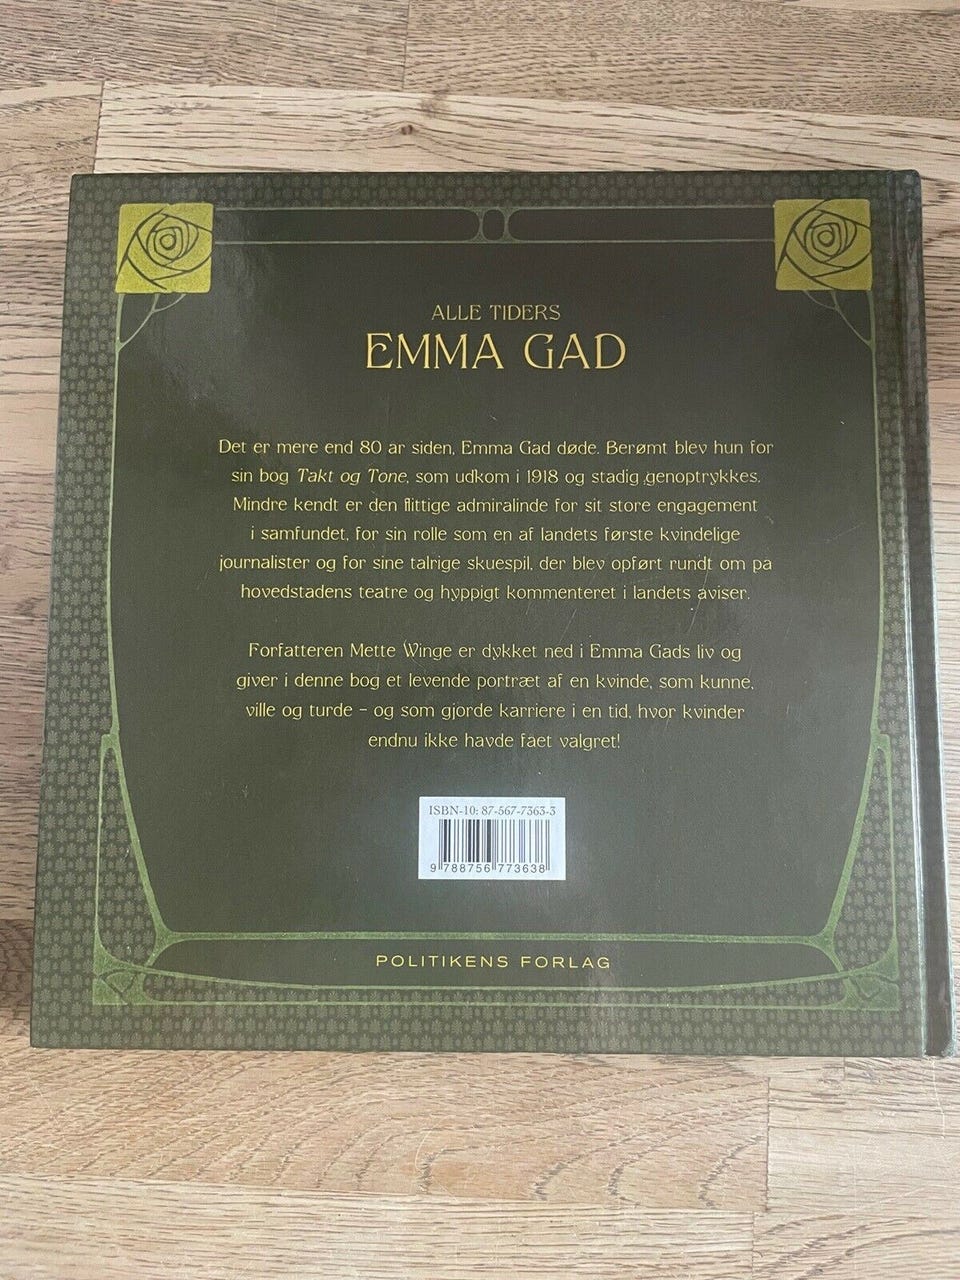 ALLE TIDERS
EMMA GAD
Det er mere end 80 år siden, Emma Gad døde. Berømt blev hun for
sin bog Takt og Tone, som udkom i 1918 og stadig genoptrykkes.
Mindre kendt er den flittige admiralinde for sit store engagement
i samfundet, for sin rolle som en af landets første kvindelige
journalister og for sine talrige skuespil, der blev opført rundt om på
hovedstadens teatre og hyppigt kommenteret i landets aviser.
Forfatteren Mette Winge er dykket ned i Emma Gads liv og
giver i denne bog et levende portræt af en kvinde, som kunne,
ville og turde – og som gjorde karriere i en tid, hvor kvinder
endnu ikke havde fået valgret!
ISBN-10: 87-567-7363-3
9 788756 773638
POLITIKENS FORLAG